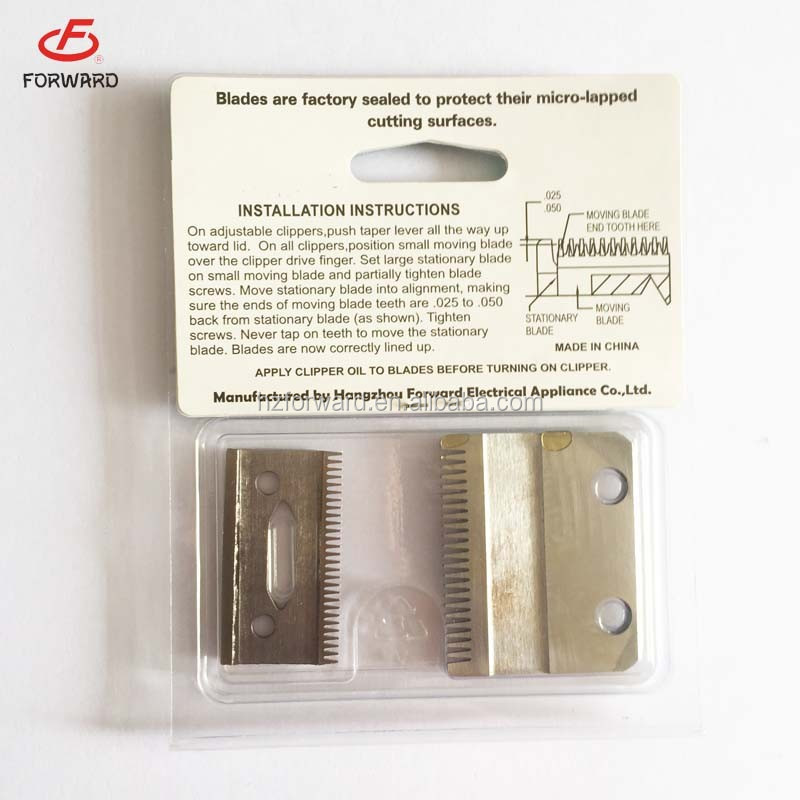 F
®
FORWARD
Blades are factory sealed to protect their micro-lapped
cutting surfaces.
INSTALLATION INSTRUCTIONS
On adjustable clippers,push taper lever all the way up
toward lid. On all clippers,position small moving blade
over the clipper drive finger. Set large stationary blade
on small moving blade and partially tighten blade
screws. Move stationary blade into alignment, making
sure the ends of moving blade teeth are .025 to .050
back from stationary blade (as shown). Tighten
screws. Never tap on teeth to move the stationary
blade. Blades are now correctly lined up.
.025
.050
MOVING BLADE
END TOOTH HERE
STATIONARY
BLADE
MOVING
BLADE
MADE IN CHINA
APPLY CLIPPER OIL TO BLADES BEFORE TURNING ON CLIPPER.
Manufactured by Hangzhou Forward Electrical Appliance Co.,Ltd.
hzforward.en.alibaba.com